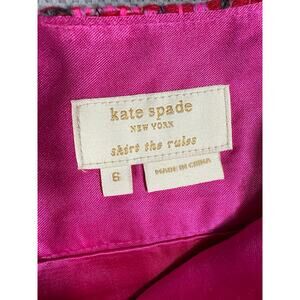 kate spade
NEW YORK
skirt the rules
6
MADE IN CHINA